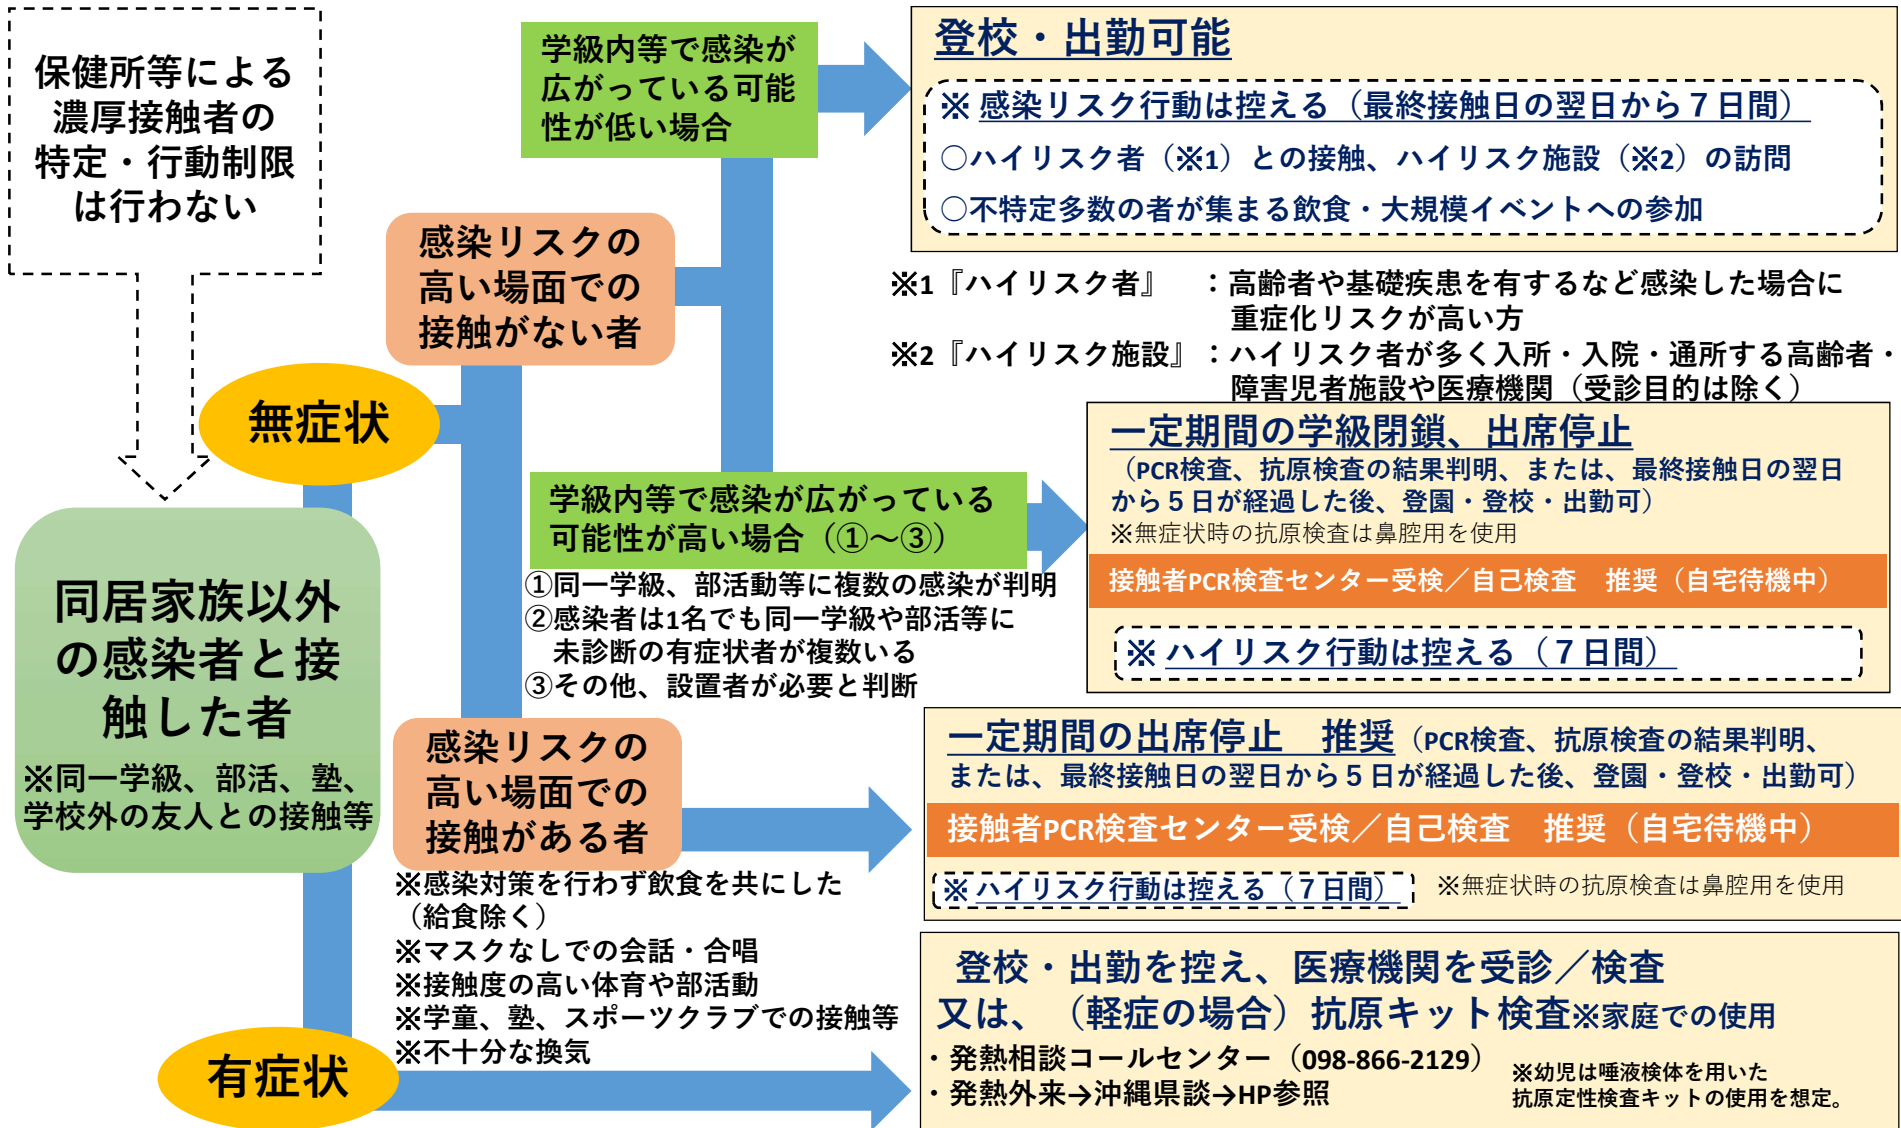 保健所等による
濃厚接触者の
特定・行動制限
は行わない
同居家族以外
の感染者と接
触した者
※同一学級、部活、塾、
学校外の友人との接触等
無症状
有症状
感染リスクの
高い場面での
接触がない者
学級内等で感染が
広がっている可能
性が低い場合
登校・出勤可能
※ 感染リスク行動は控える（最終接触日の翌日から７日間）
○ハイリスク者（※1）との接触、ハイリスク施設（※2）の訪問
○不特定多数の者が集まる飲食・大規模イベントへの参加
※1『ハイリスク者』　：高齢者や基礎疾患を有するなど感染した場合に
重症化リスクが高い方
※2『ハイリスク施設』：ハイリスク者が多く入所・入院・通所する高齢者・
障害児者施設や医療機関（受診目的は除く）
学級内等で感染が広がっている
可能性が高い場合（①～③）
①同一学級、部活動等に複数の感染が判明
②感染者は1名でも同一学級や部活等に
未診断の有症状者が複数いる
③その他、設置者が必要と判断
一定期間の学級閉鎖、出席停止
（PCR検査、抗原検査の結果判明、または、最終接触日の翌日
から５日が経過した後、登園・登校・出勤可）
※無症状時の抗原検査は鼻腔用を使用
接触者PCR検査センター受検／自己検査　推奨（自宅待機中）
※ ハイリスク行動は控える（７日間）
感染リスクの
高い場面での
接触がある者
※感染対策を行わず飲食を共にした
（給食除く）
※マスクなしでの会話・合唱
※接触度の高い体育や部活動
※学童、塾、スポーツクラブでの接触等
※不十分な換気
一定期間の出席停止　推奨（PCR検査、抗原検査の結果判明、
または、最終接触日の翌日から５日が経過した後、登園・登校・出勤可）
接触者PCR検査センター受検／自己検査　推奨（自宅待機中）
※ ハイリスク行動は控える（７日間）　※無症状時の抗原検査は鼻腔用を使用
登校・出勤を控え、医療機関を受診／検査
又は、（軽症の場合）抗原キット検査※家庭での使用
・発熱相談コールセンター（098-866-2129）
・発熱外来→沖縄県談→HP参照
※幼児は唾液検体を用いた
抗原定性検査キットの使用を想定。